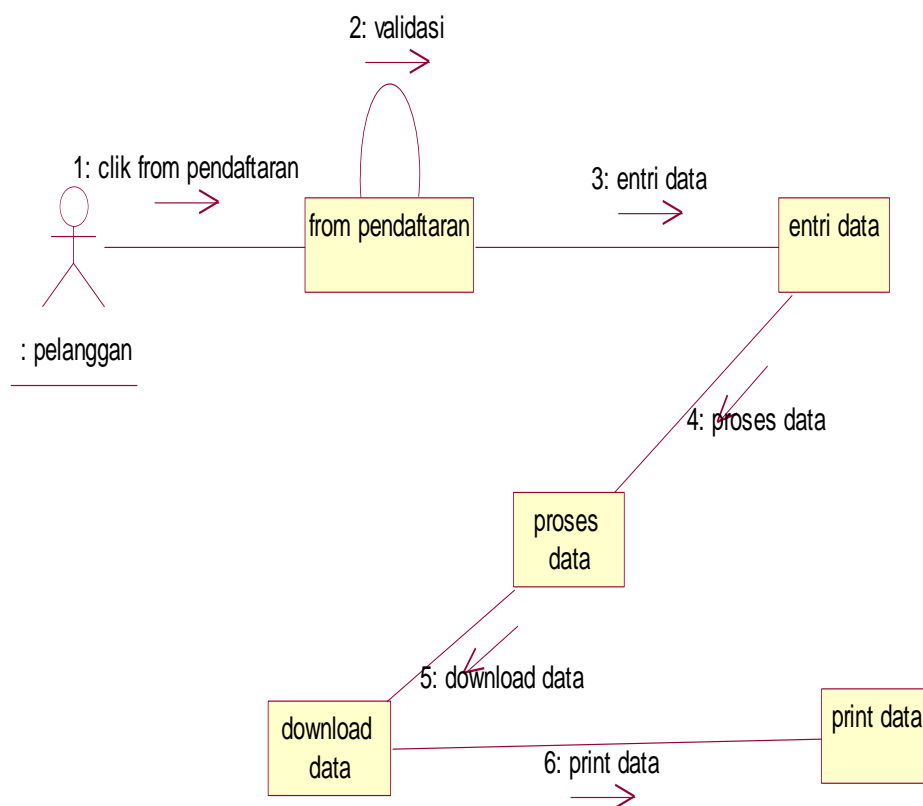 2: validasi
1: clik from pendaftaran
3: entri data
from pendaftaran
entri data
: pelanggan
4: proses data
proses
data
5: download data
download
data
print data
6: print data